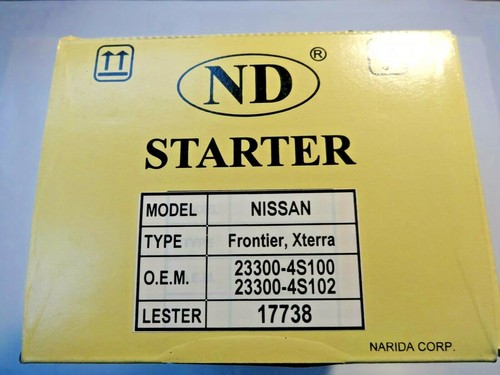 ND®
STARTER
MODEL NISSAN
TYPE Frontier, Xterra
O.E.M. 23300-4S100
23300-4S102
LESTER 17738
NARIDA CORP.